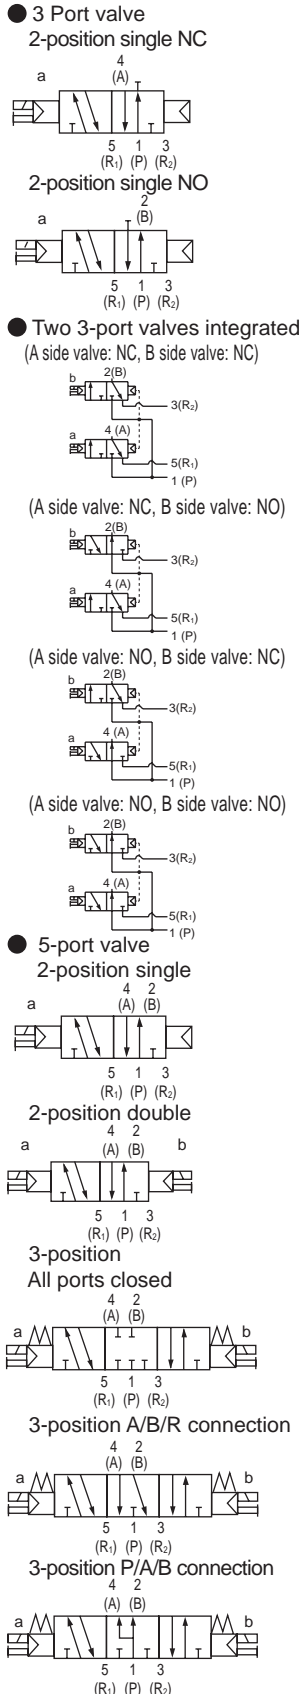 ● 3 Port valve
2-position single NC
4
a (A)
5 1 3
(R₁) (P) (R₂)
2-position single NO
2
a (B)
5 1 3
(R₁) (P) (R₂)
● Two 3-port valves integrated
(A side valve: NC, B side valve: NC)
2(B)
b
3(R₂)
a 4 (A)
5(R₁)
1 (P)
(A side valve: NC, B side valve: NO)
2(B)
b
3(R₂)
a 4 (A)
5(R₁)
1 (P)
(A side valve: NO, B side valve: NC)
2(B)
b
3(R₂)
a 4 (A)
5(R₁)
1 (P)
(A side valve: NO, B side valve: NO)
2(B)
b
3(R₂)
a 4 (A)
5(R₁)
1 (P)
● 5-port valve
2-position single
4 2
a (A) (B)
5 1 3
(R₁) (P) (R₂)
2-position double
4 2
a (A) (B) b
5 1 3
(R₁) (P) (R₂)
3-position
All ports closed
4 2
a (A) (B) b
5 1 3
(R₁) (P) (R₂)
3-position A/B/R connection
4 2
a (A) (B) b
5 1 3
(R₁) (P) (R₂)
3-position P/A/B connection
4 2
a (A) (B) b
5 1 3
(R₁) (P) (R₂)